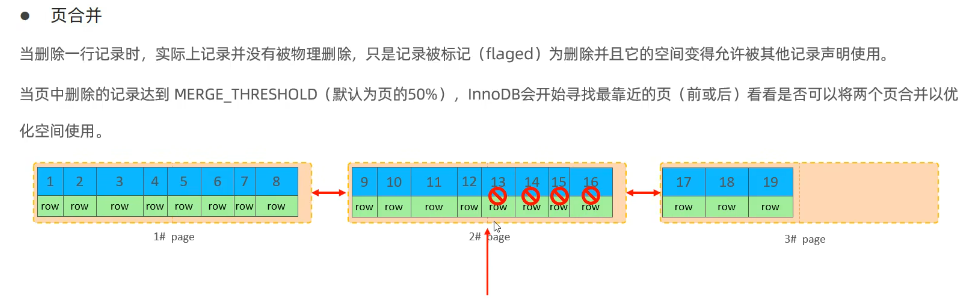 ● 页合并
当删除一行记录时，实际上记录并没有被物理删除，只是记录被标记（flaged）为删除并且它的空间变得允许被其他记录声明使用。
当页中删除的记录达到 MERGE_THRESHOLD（默认为页的50%），InnoDB会开始寻找最靠近的页（前或后）看看是否可以将两个页合并以优
化空间使用。
1 2 3 4 5 6 7 8 9 10 11 12 13 14 15 16 17 18 19
row row row row row row row row row row row row row row row row row row row
1# page 2# page 3# page